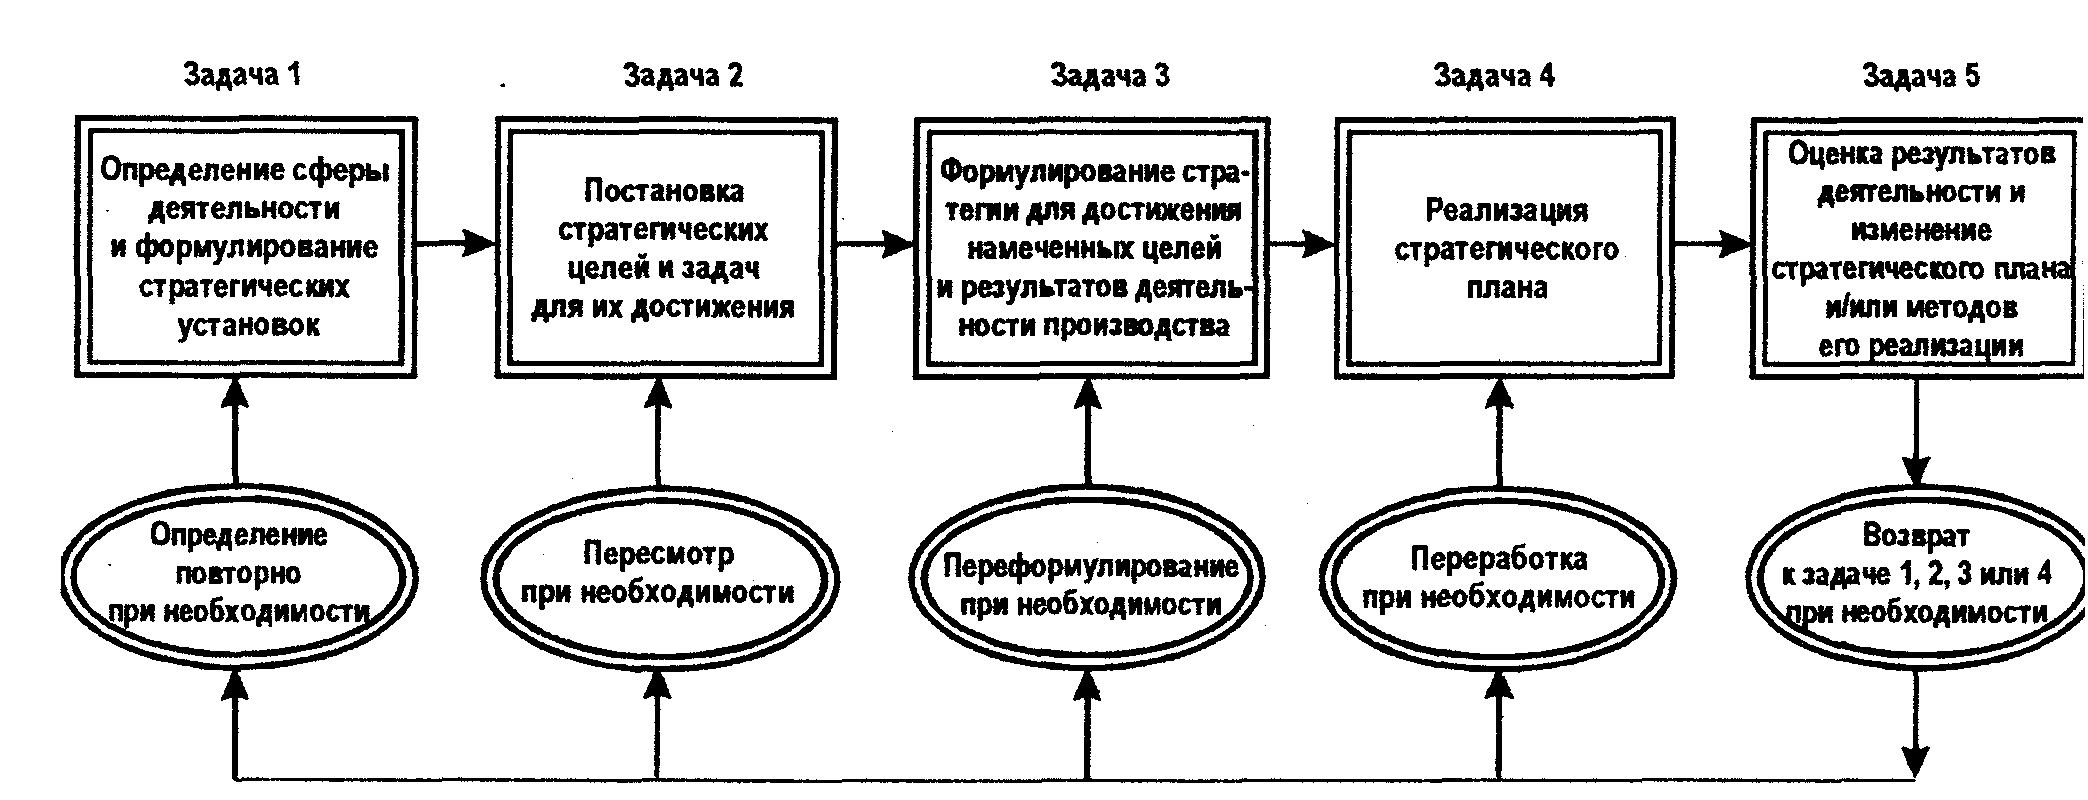 Задача 1
Задача 2
Задача 3
Задача 4
Задача 5
Определение сферы
деятельности
и формулирование
стратегических
установок
Постановка
стратегических
целей и задач
для их достижения
Формулирование стра-
тегии для достижения
намеченных целей
и результатов деятель-
ности производства
Реализация
стратегического
плана
Оценка результатов
деятельности и
изменение
стратегического плана
и/или методов
его реализации
Определение
повторно
при необходимости
Пересмотр
при необходимости
Переформулирование
при необходимости
Переработка
при необходимости
Возврат
к задаче 1, 2, 3 или 4
при необходимости